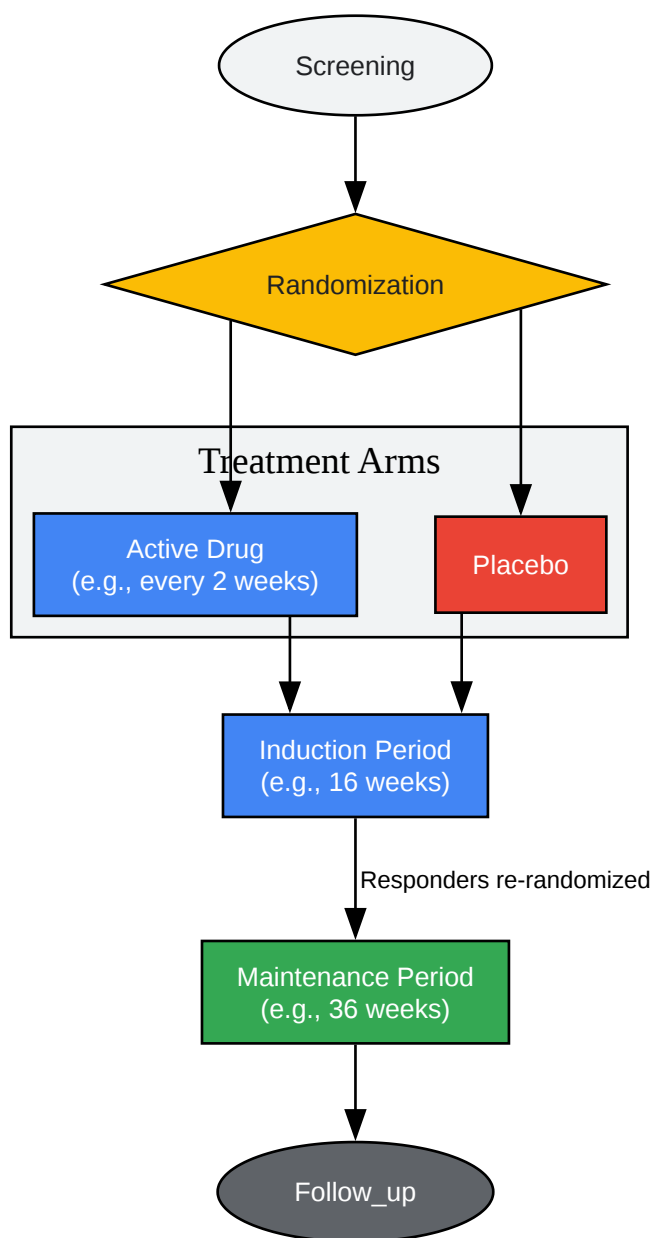 Screening
Randomization
Treatment Arms
Active Drug
(e.g., every 2 weeks)
Placebo
Induction Period
(e.g., 16 weeks)
Responders re-randomized
Maintenance Period
(e.g., 36 weeks)
Follow_up